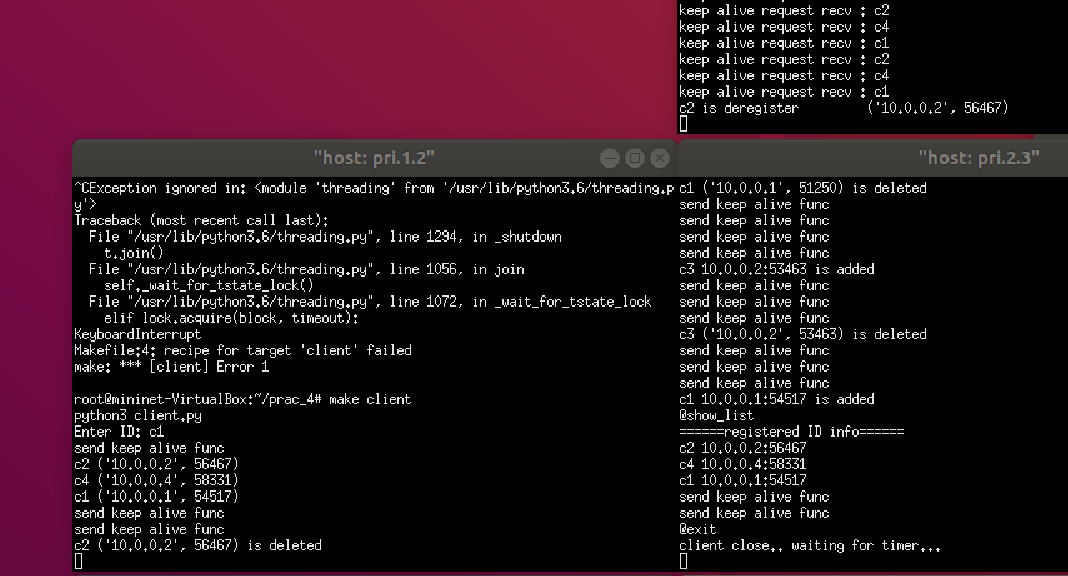 keep alive request recv : c2
keep alive request recv : c4
keep alive request recv : c1
keep alive request recv : c2
keep alive request recv : c4
keep alive request recv : c1
c2 is deregister ('10.0.0.2', 56467)
"host: pri.1.2"
^CException ignored in: <module 'threading' from '/usr/lib/python3.6/threading.p
y'>
Traceback (most recent call last):
File "/usr/lib/python3.6/threading.py", line 1294, in _shutdown
t.join()
File "/usr/lib/python3.6/threading.py", line 1056, in join
self._wait_for_tstate_lock()
File "/usr/lib/python3.6/threading.py", line 1072, in _wait_for_tstate_lock
elif lock.acquire(block, timeout):
KeyboardInterrupt
Makefile:4: recipe for target 'client' failed
make: *** [client] Error 1
root@mininet-VirtualBox:~/prac_4# make client
python3 client.py
Enter ID: c1
send keep alive func
c2 ('10.0.0.2', 56467)
c4 ('10.0.0.4', 58331)
c1 ('10.0.0.1', 54517)
send keep alive func
send keep alive func
c2 ('10.0.0.2', 56467) is deleted
"host: pri.2.3"
c1 ('10.0.0.1', 51250) is deleted
send keep alive func
send keep alive func
send keep alive func
send keep alive func
c3 10.0.0.2:53463 is added
send keep alive func
send keep alive func
send keep alive func
c3 ('10.0.0.2', 53463) is deleted
send keep alive func
send keep alive func
send keep alive func
c1 10.0.0.1:54517 is added
@show_list
======registered ID info======
c2 10.0.0.2:56467
c4 10.0.0.4:58331
c1 10.0.0.1:54517
send keep alive func
send keep alive func
@exit
client close.. waiting for timer...